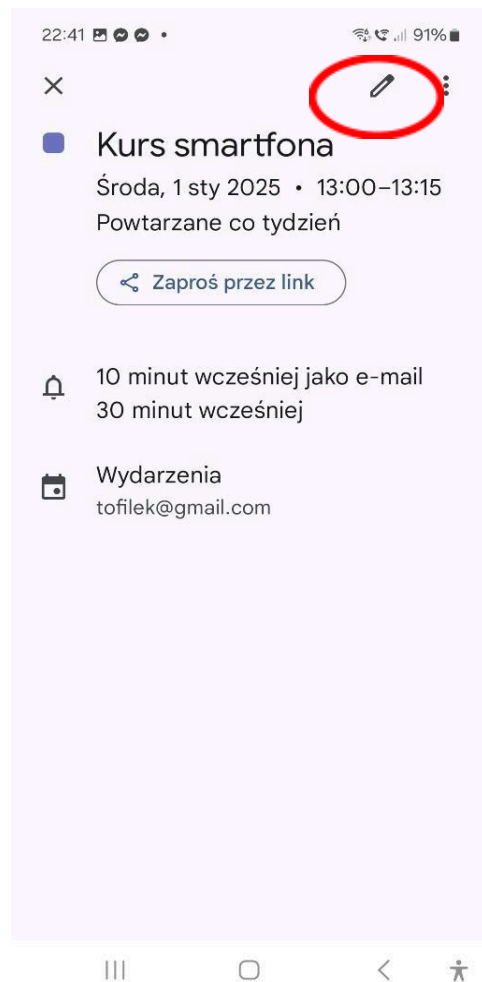 22:41 91%
Kurs smartfona
Środa, 1 sty 2025 • 13:00–13:15
Powtarzane co tydzień
Zaproś przez link
10 minut wcześniej jako e-mail
30 minut wcześniej
Wydarzenia
tofilek@gmail.com